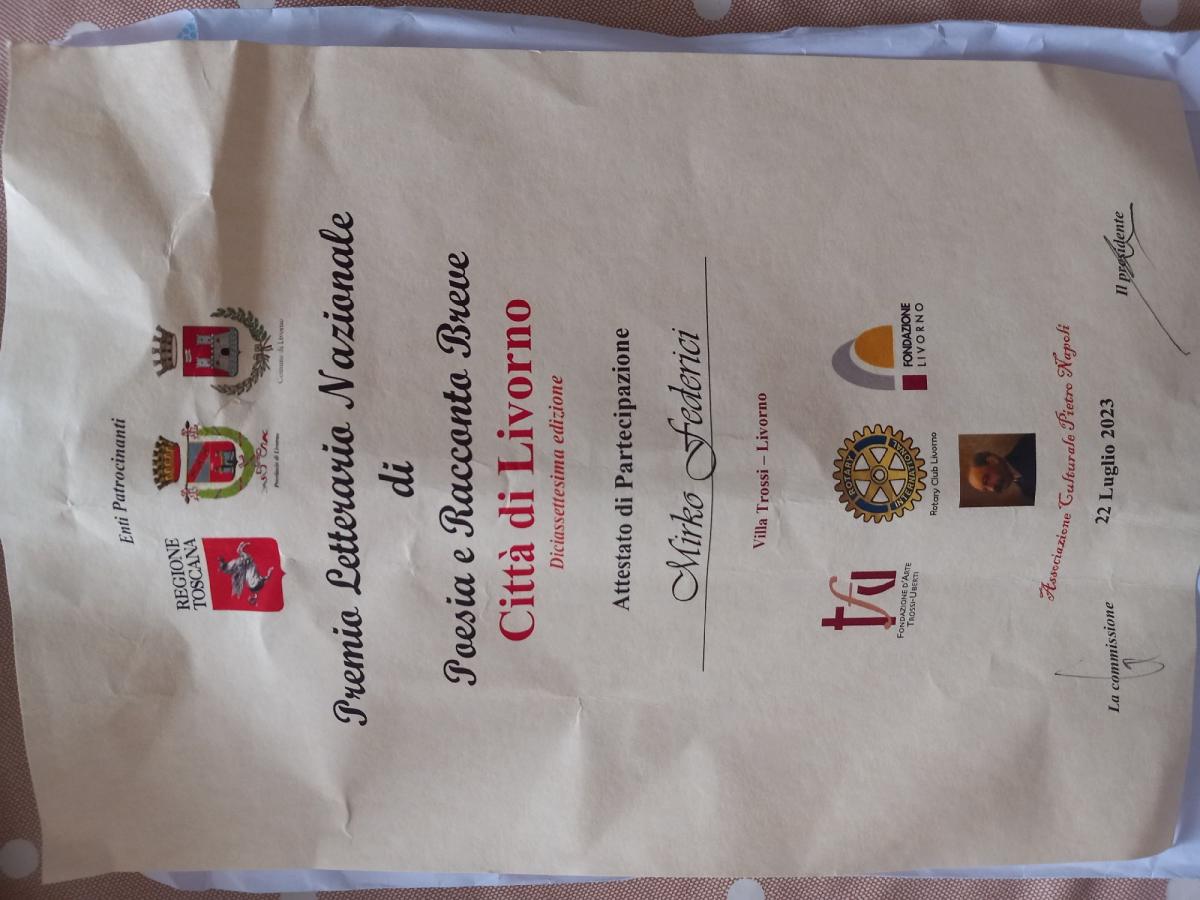 Enti Patrocinanti
REGIONE
TOSCANA
Provincia di Livorno
Comune di Livorno
Premio Letterario Nazionale
di
Poesia e Racconto Breve
Città di Livorno
Diciassettesima edizione
Attestato di Partecipazione
Mirko Federici
Villa Trossi – Livorno
tfu
FONDAZIONE D'ARTE
TROSSI-UBERTI
ROTARY
INTERNATIONAL
Rotary Club Livorno
FONDAZIONE
LIVORNO
Associazione Culturale Pietro Napoli
La commissione
22 Luglio 2023
Il presidente